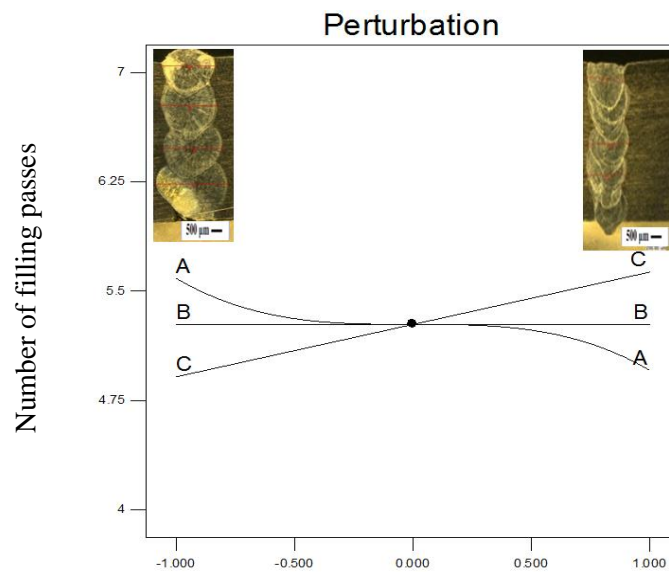 Perturbation
Number of filling passes
7
6.25
5.5
4.75
4
500 µm
500 µm
A
B
C
C
B
A
-1.000
-0.500
0.000
0.500
1.000